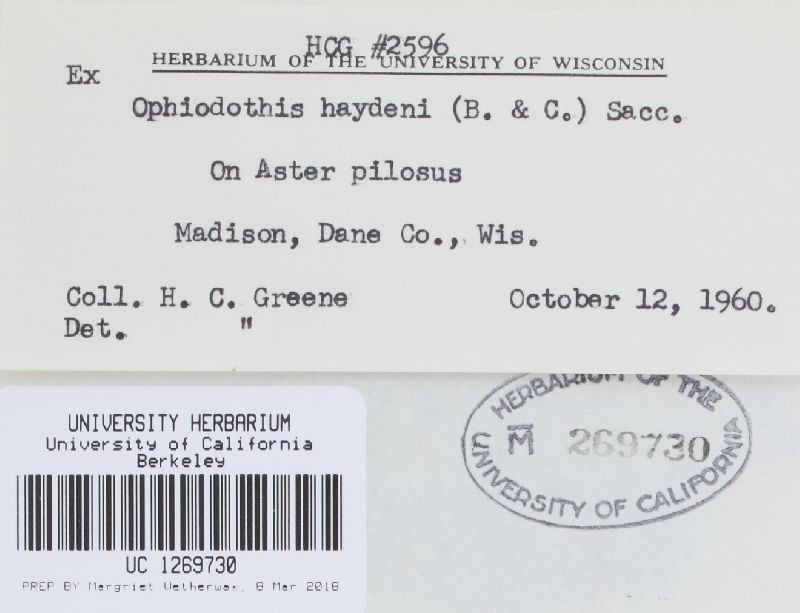 HCG #2596
Ex HERBARIUM OF THE UNIVERSITY OF WISCONSIN
Ophiodothis haydeni (B. & C.) Sacc.
On Aster pilosus
Madison, Dane Co., Wis.
Coll. H. C. Greene October 12, 1960.
Det. "
HERBARIUM OF THE
M 269730
UNIVERSITY OF CALIFORNIA
UNIVERSITY HERBARIUM
University of California
Berkeley
UC 1269730
PREP BY Margriet Wetherwax, 8 Mar 2018